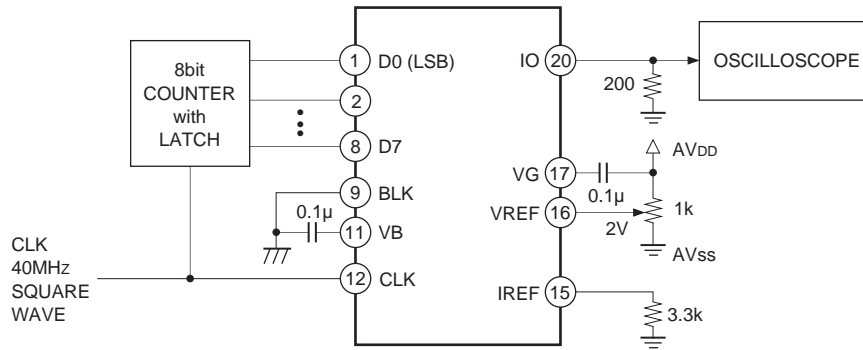 8bit
COUNTER
with
LATCH
1 D0 (LSB)
2
8 D7
9 BLK
0.1µ
11 VB
12 CLK
CLK
40MHz
SQUARE
WAVE
IO 20
200
OSCILLOSCOPE
AVDD
VG 17
0.1µ
VREF 16
2V
1k
AVss
IREF 15
3.3k